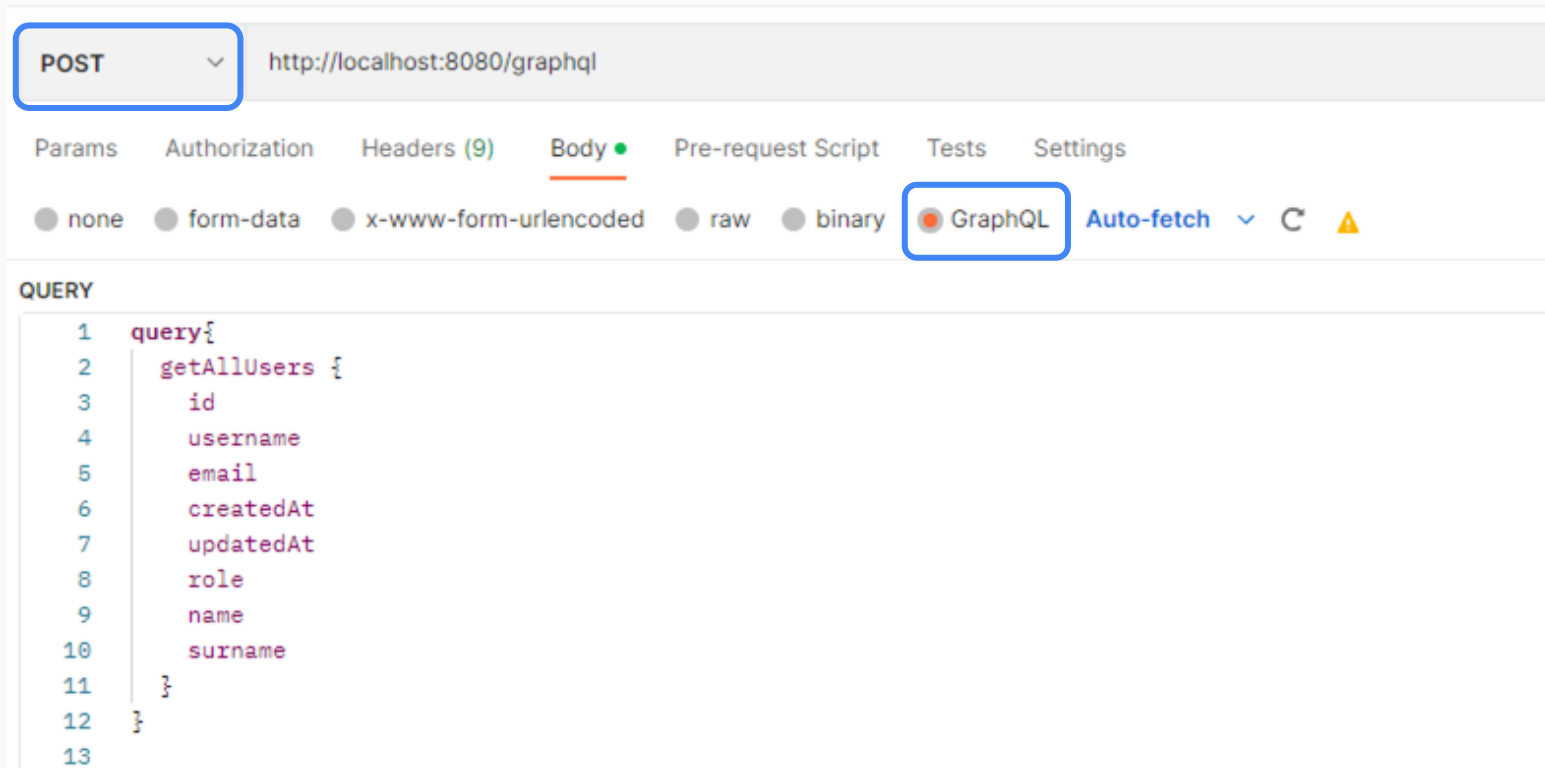 POST http://localhost:8080/graphql
Params Authorization Headers (9) Body Pre-request Script Tests Settings
none form-data x-www-form-urlencoded raw binary GraphQL Auto-fetch
QUERY
1 query{
2 getAllUsers {
3 id
4 username
5 email
6 createdAt
7 updatedAt
8 role
9 name
10 surname
11 }
12 }
13